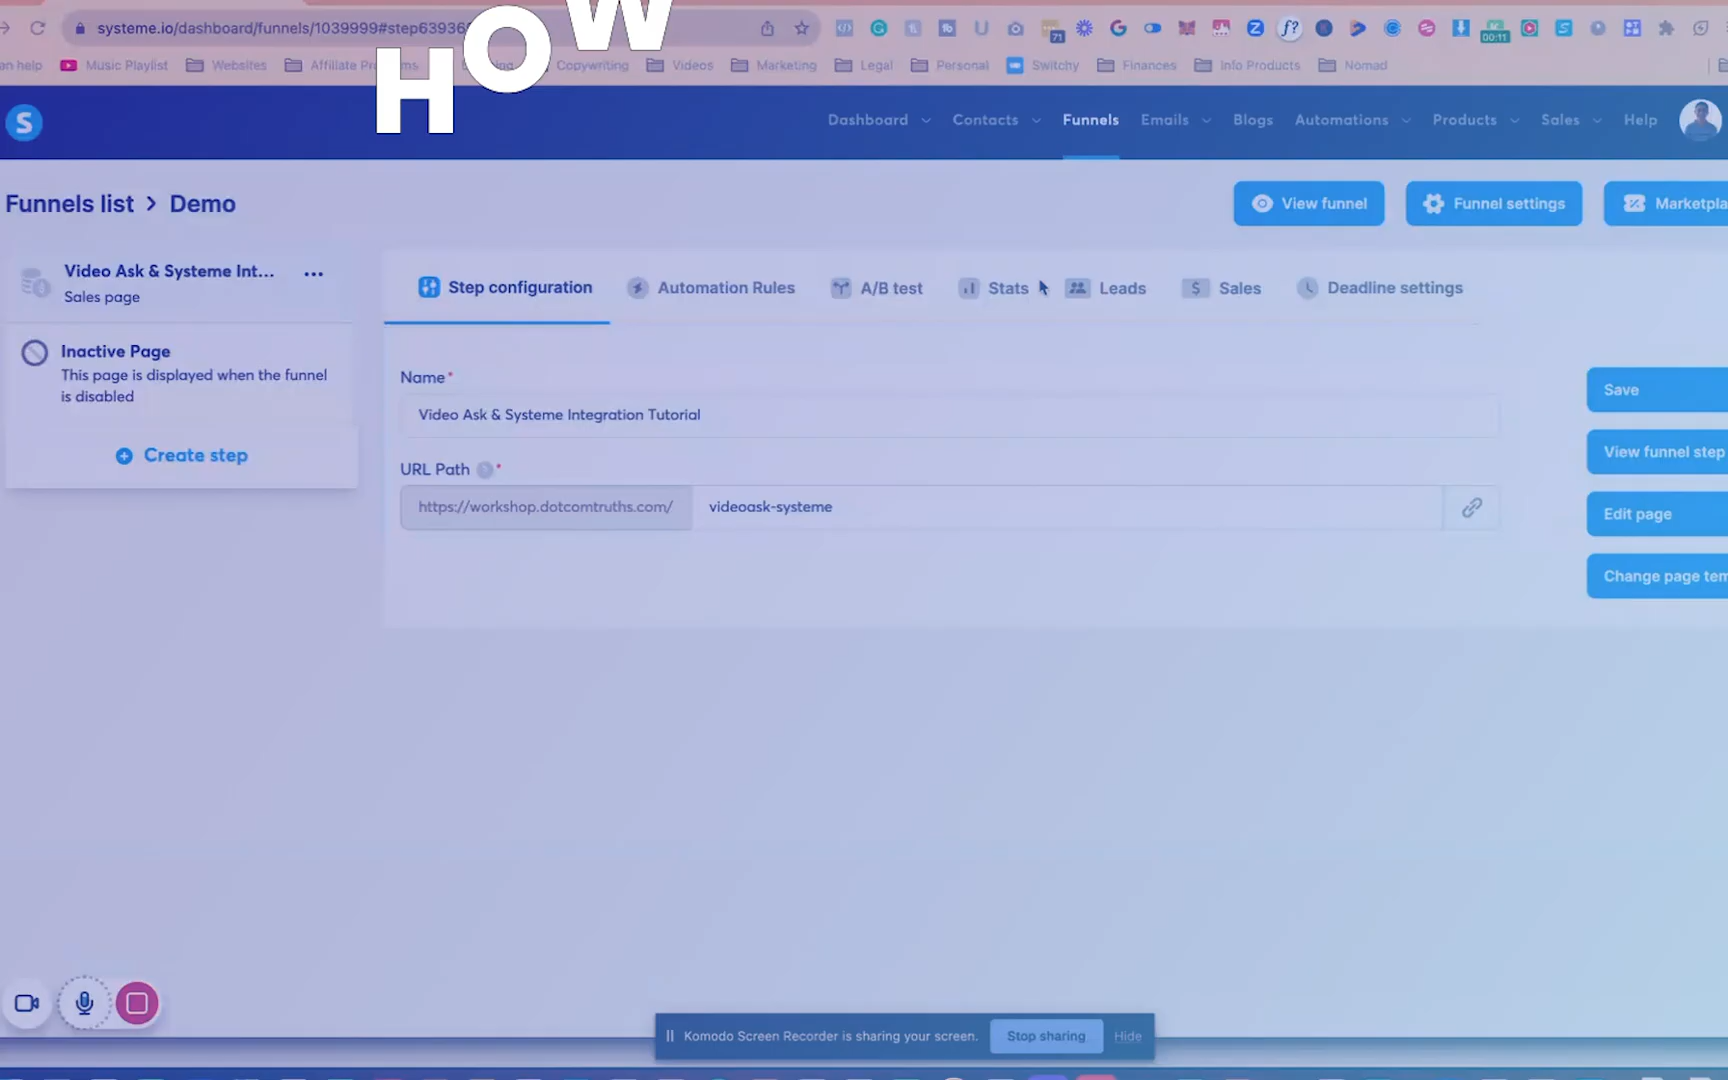 HOW
systeme.io/dashboard/funnels/1039999#step63936
71
00:11
an help
Music Playlist
Websites
Affiliate
Copywriting
Videos
Marketing
Legal
Personal
Switchy
Finances
Info Products
Nomad
S
Dashboard
Contacts
Funnels
Emails
Blogs
Automations
Products
Sales
Help
Funnels list > Demo
View funnel
Funnel settings
Marketpla
Video Ask & Systeme Int...
Sales page
Step configuration
Automation Rules
A/B test
Stats
Leads
Sales
Deadline settings
Inactive Page
This page is displayed when the funnel
is disabled
Create step
Name*
Video Ask & Systeme Integration Tutorial
URL Path *
https://workshop.dotcomtruths.com/
videoask-systeme
Save
View funnel step
Edit page
Change page tem
Komodo Screen Recorder is sharing your screen.
Stop sharing
Hide